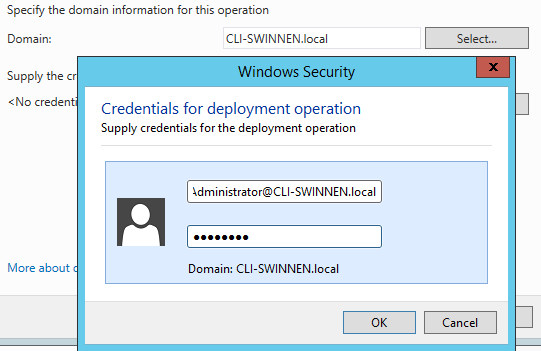 Specify the domain information for this operation
Domain:
CLI-SWINNEN.local
Select...
Windows Security
x
Supply the cr
<No credenti
Credentials for deployment operation
Supply credentials for the deployment operation
Administrator@CLI-SWINNEN.local
●●●●●●●●
Domain: CLI-SWINNEN.local
More about
OK
Cancel